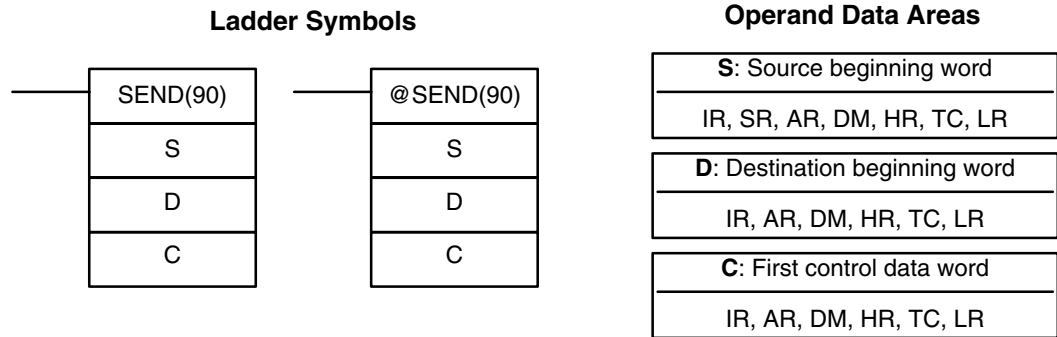 Ladder Symbols
SEND(90)
S
D
C
@SEND(90)
S
D
C
Operand Data Areas
S: Source beginning word
IR, SR, AR, DM, HR, TC, LR
D: Destination beginning word
IR, AR, DM, HR, TC, LR
C: First control data word
IR, AR, DM, HR, TC, LR